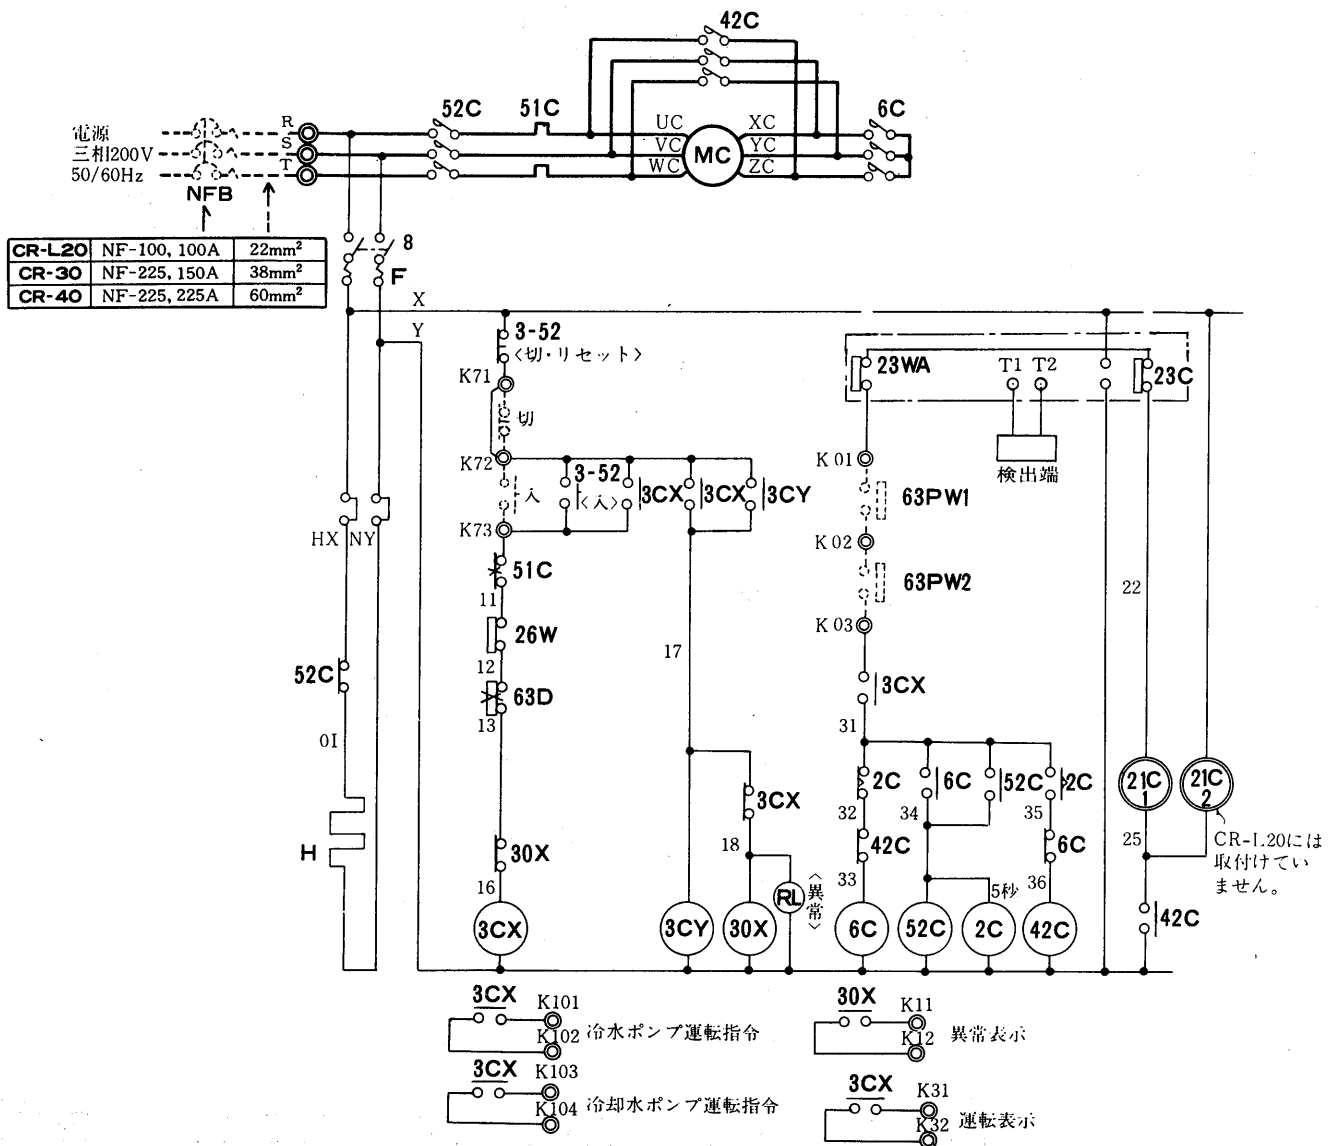 42C
52C
51C
6C
電源
三相200V
50/60Hz
R
S
T
NFB
UC
VC
WC
MC
XC
YC
ZC
CR-L20 NF-100, 100A 22mm²
CR-30 NF-225, 150A 38mm²
CR-40 NF-225, 225A 60mm²
8
F
X
Y
3-52
〈切・リセット〉
K71
切
K72
入
3-52
〈入〉
3CX
3CX
3CY
K73
HX NY
51C
11
26W
12
63D
13
17
52C
01
H
30X
16
3CX
3CX
18
RL
〈異常〉
3CX
3CY
30X
23WA
T1
T2
23C
検出端
K01
63PW1
K02
63PW2
K03
22
3CX
31
2C
6C
52C
2C
32
34
35
42C
6C
33
5秒
36
6C
52C
2C
42C
21C
1
21C
2
25
CR-L20には
取付けてい
ません。
42C
3CX
K101
K102
冷水ポンプ運転指令
3CX
K103
K104
冷却水ポンプ運転指令
30X
K11
K12
異常表示
3CX
K31
K32
運転表示